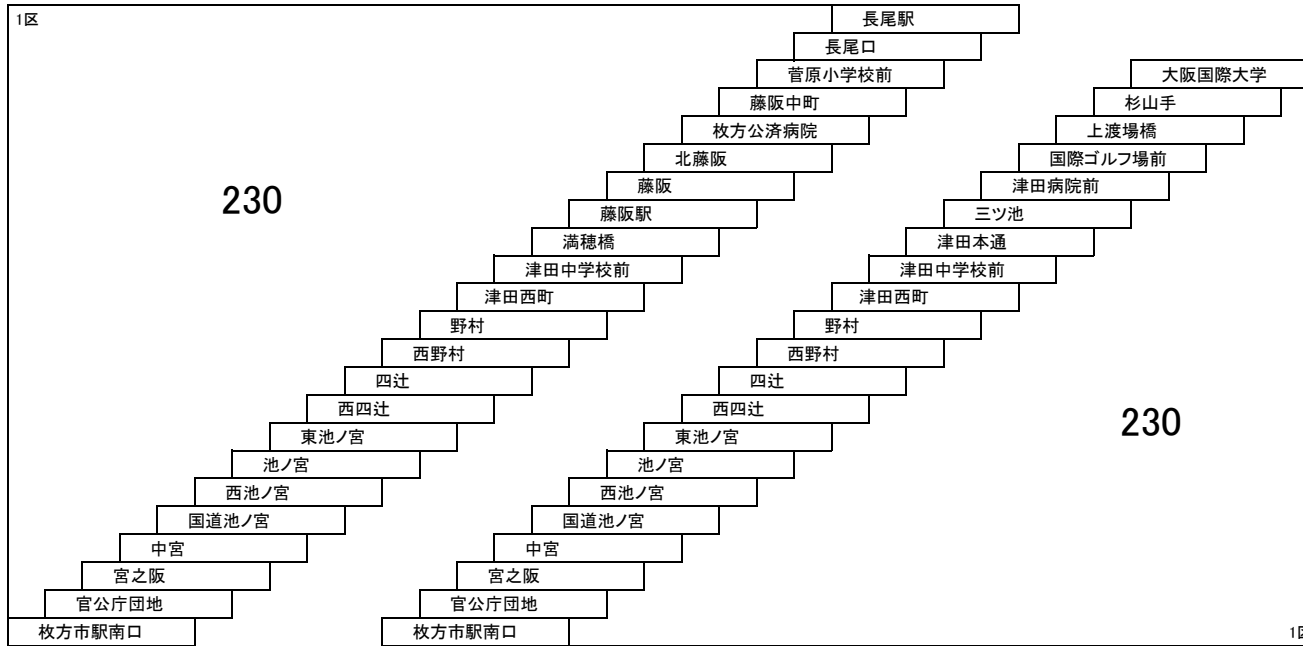 1区
長尾駅
長尾口
菅原小学校前
大阪国際大学
藤阪中町
杉山手
枚方公済病院
上渡場橋
北藤阪
国際ゴルフ場前
藤阪
津田病院前
230
藤阪駅
三ツ池
満穂橋
津田本通
津田中学校前
津田中学校前
津田西町
津田西町
野村
野村
西野村
西野村
四辻
四辻
西四辻
西四辻
230
東池ノ宮
東池ノ宮
池ノ宮
池ノ宮
西池ノ宮
西池ノ宮
国道池ノ宮
国道池ノ宮
中宮
中宮
宮之阪
宮之阪
官公庁団地
官公庁団地
枚方市駅南口
枚方市駅南口
1区